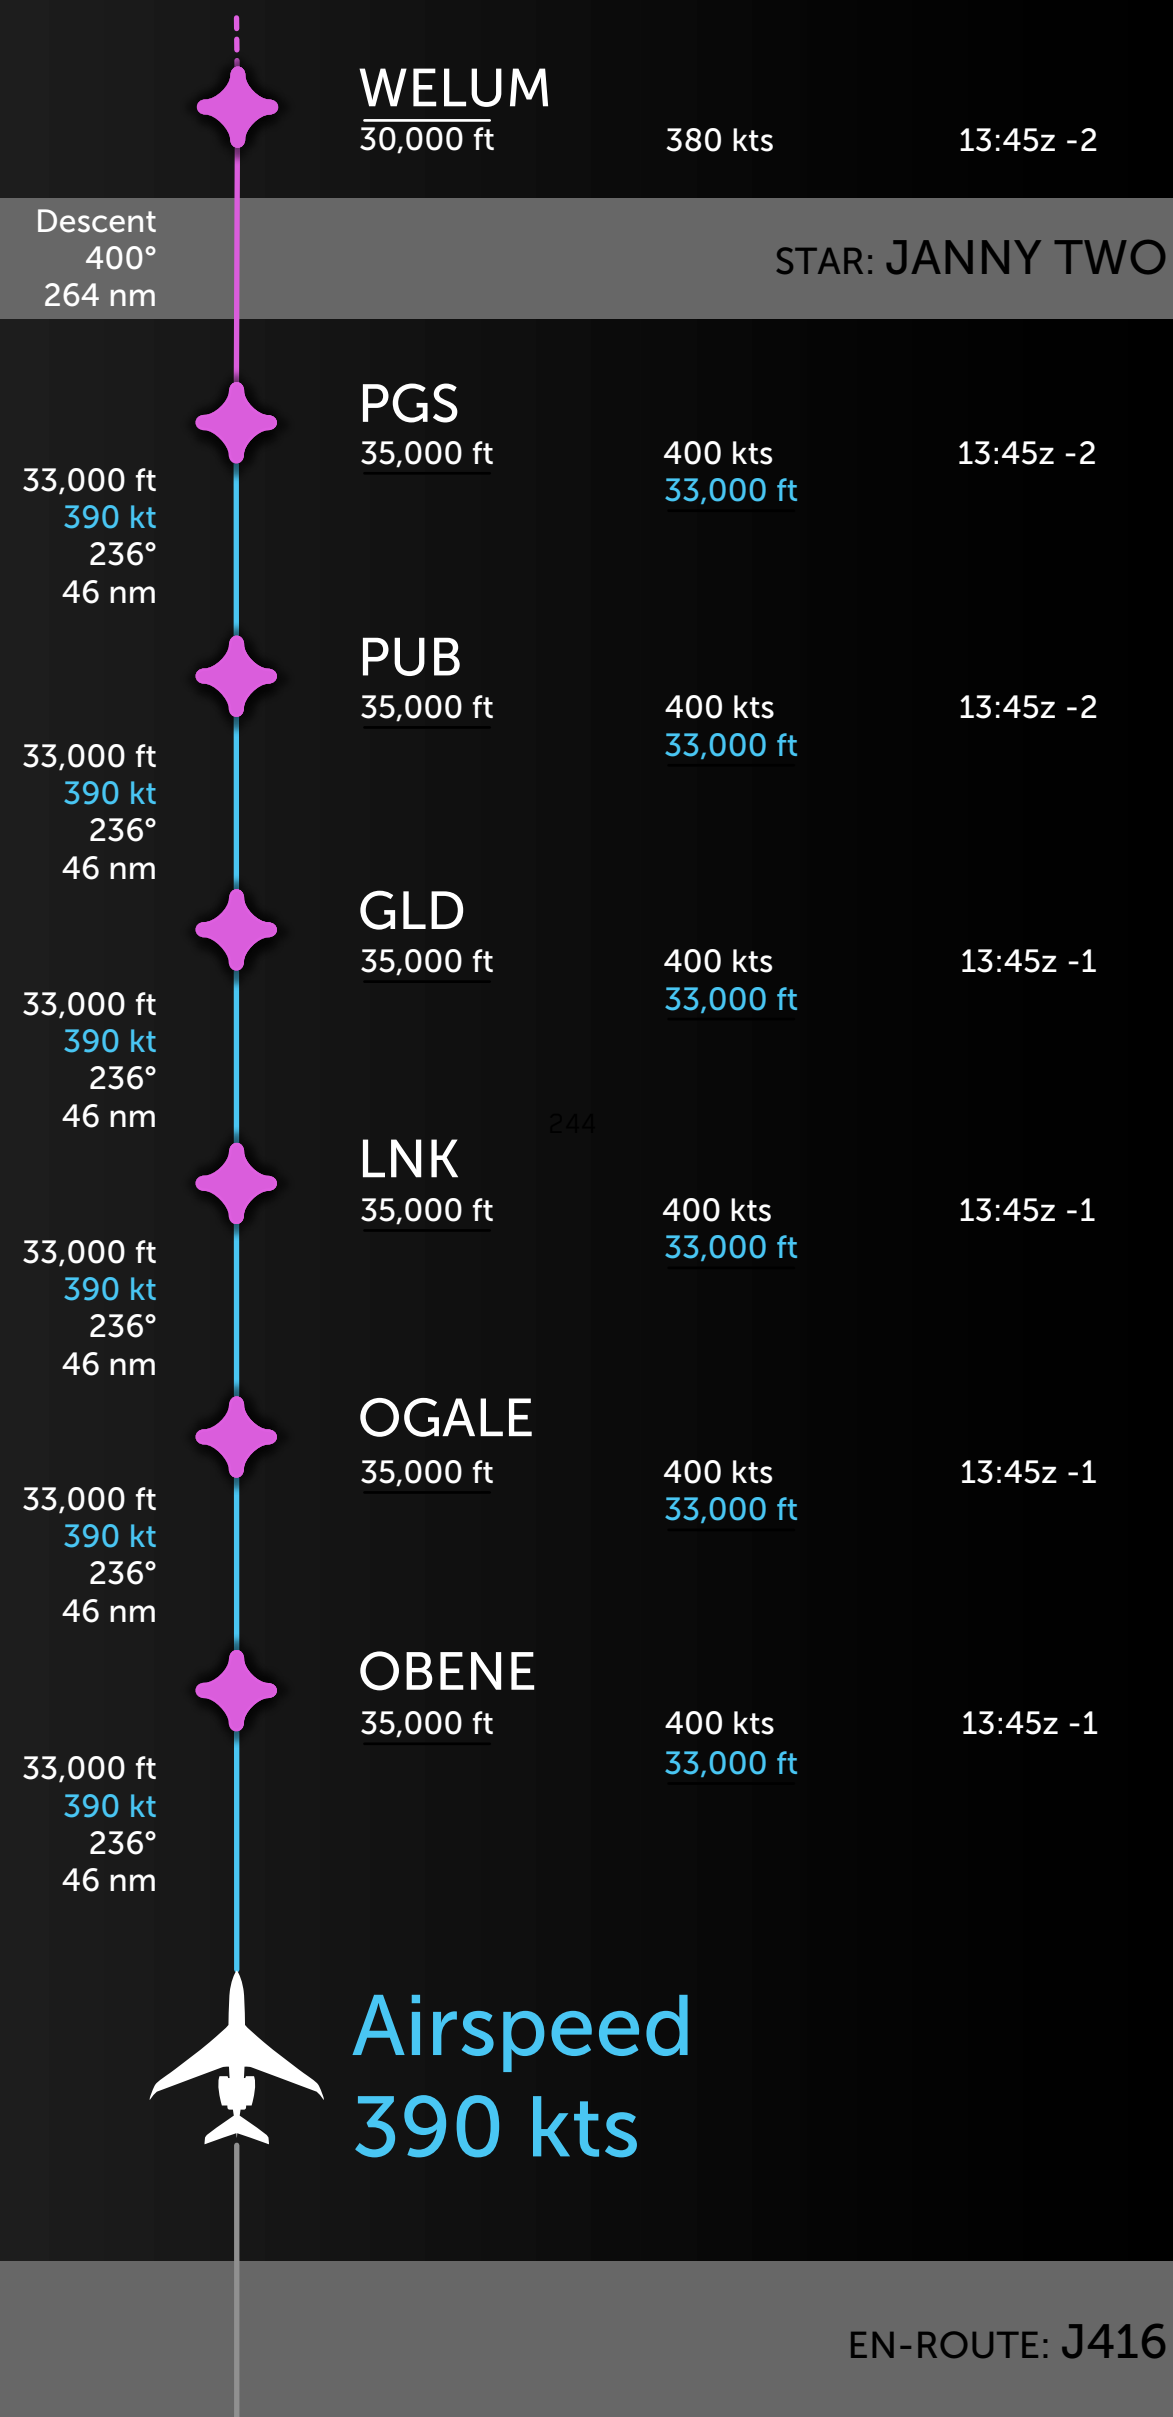 WELUM
30,000 ft 380 kts 13:45z -2
Descent
400°
264 nm
STAR: JANNY TWO
PGS
35,000 ft 400 kts 13:45z -2
33,000 ft
33,000 ft
390 kt
236°
46 nm
PUB
35,000 ft 400 kts 13:45z -2
33,000 ft
33,000 ft
390 kt
236°
46 nm
GLD
35,000 ft 400 kts 13:45z -1
33,000 ft
33,000 ft
390 kt
236°
46 nm
244
LNK
35,000 ft 400 kts 13:45z -1
33,000 ft
33,000 ft
390 kt
236°
46 nm
OGALE
35,000 ft 400 kts 13:45z -1
33,000 ft
33,000 ft
390 kt
236°
46 nm
OBENE
35,000 ft 400 kts 13:45z -1
33,000 ft
33,000 ft
390 kt
236°
46 nm
Airspeed
390 kts
EN-ROUTE: J416